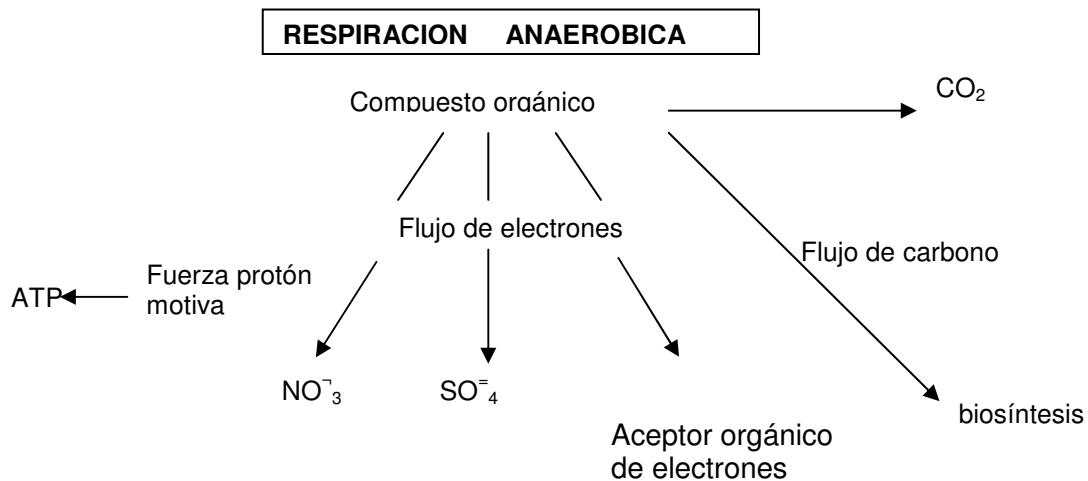 RESPIRACION ANAEROBICA
CO₂
Compuesto orgánico
Flujo de electrones
Flujo de carbono
Fuerza protón
motiva
ATP
NO¯₃
SO⁼₄
biosíntesis
Aceptor orgánico
de electrones